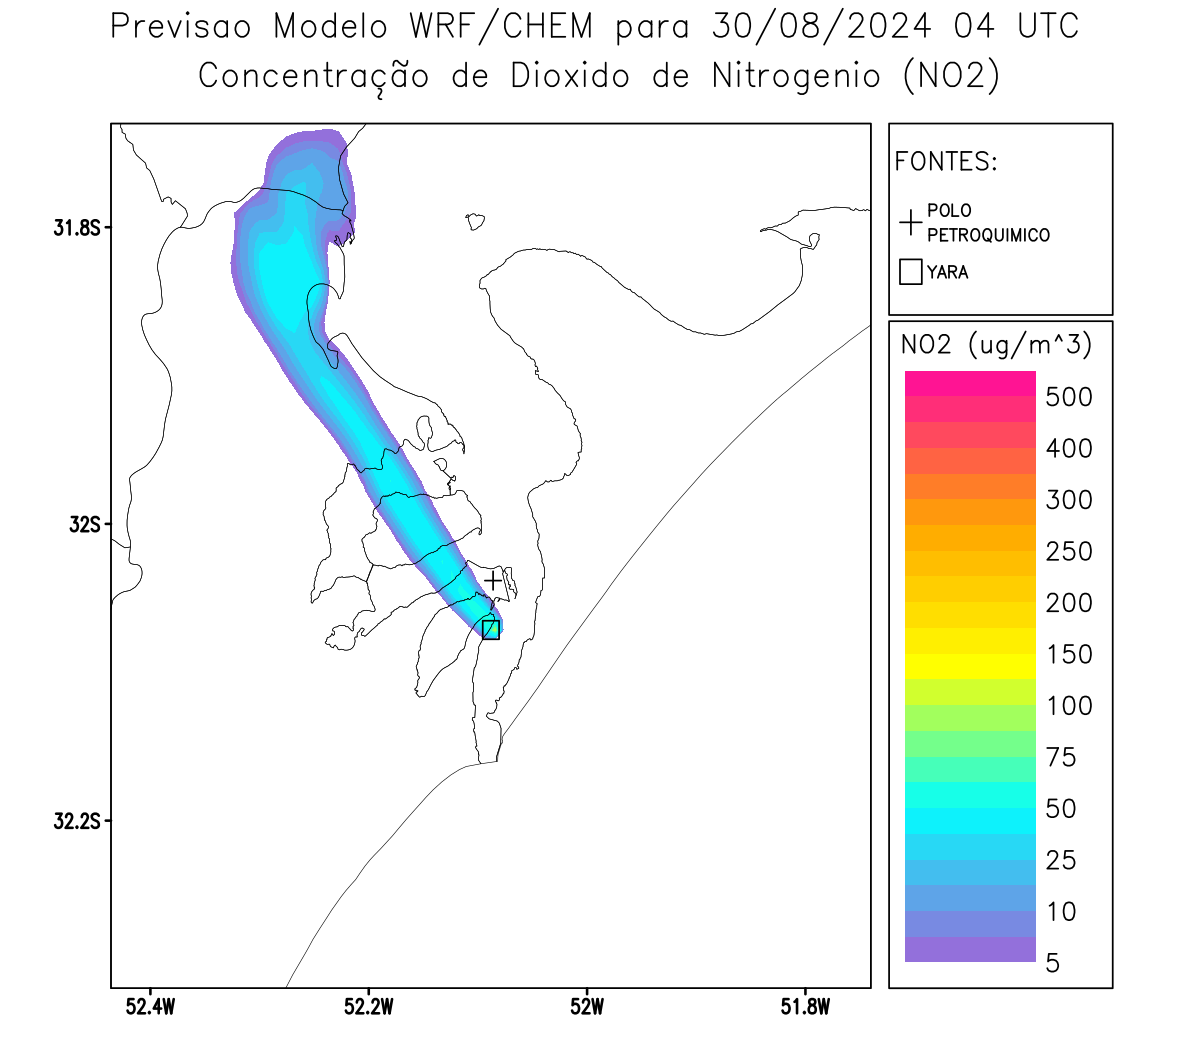 Previsao Modelo WRF/CHEM para 30/08/2024 04 UTC
Concentração de Dioxido de Nitrogenio (NO2)
FONTES:
POLO
PETROQUIMICO
YARA
31.8S
32S
32.2S
52.4W
52.2W
52W
51.8W
NO2 (ug/m^3)
500
400
300
250
200
150
100
75
50
25
10
5